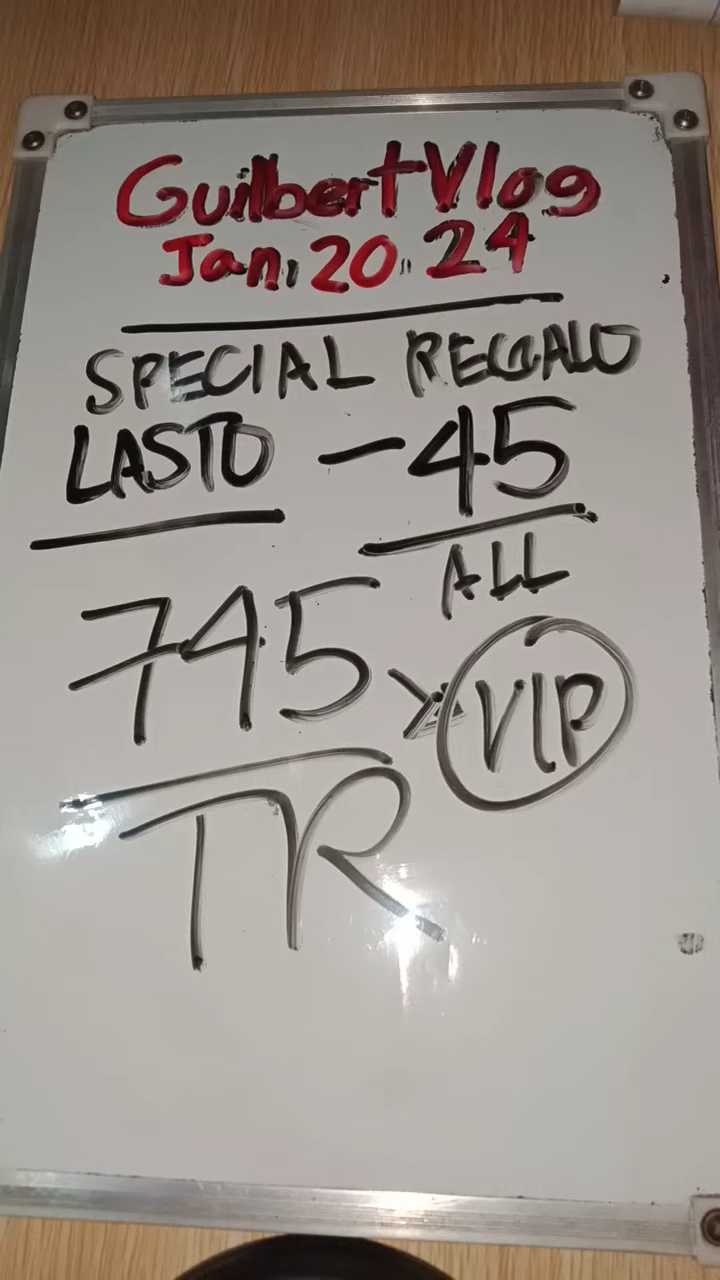 GuilbertVlog
Jan. 20. 24
SPECIAL REGALO
LASTO - 45
ALL
745
VIP
TR